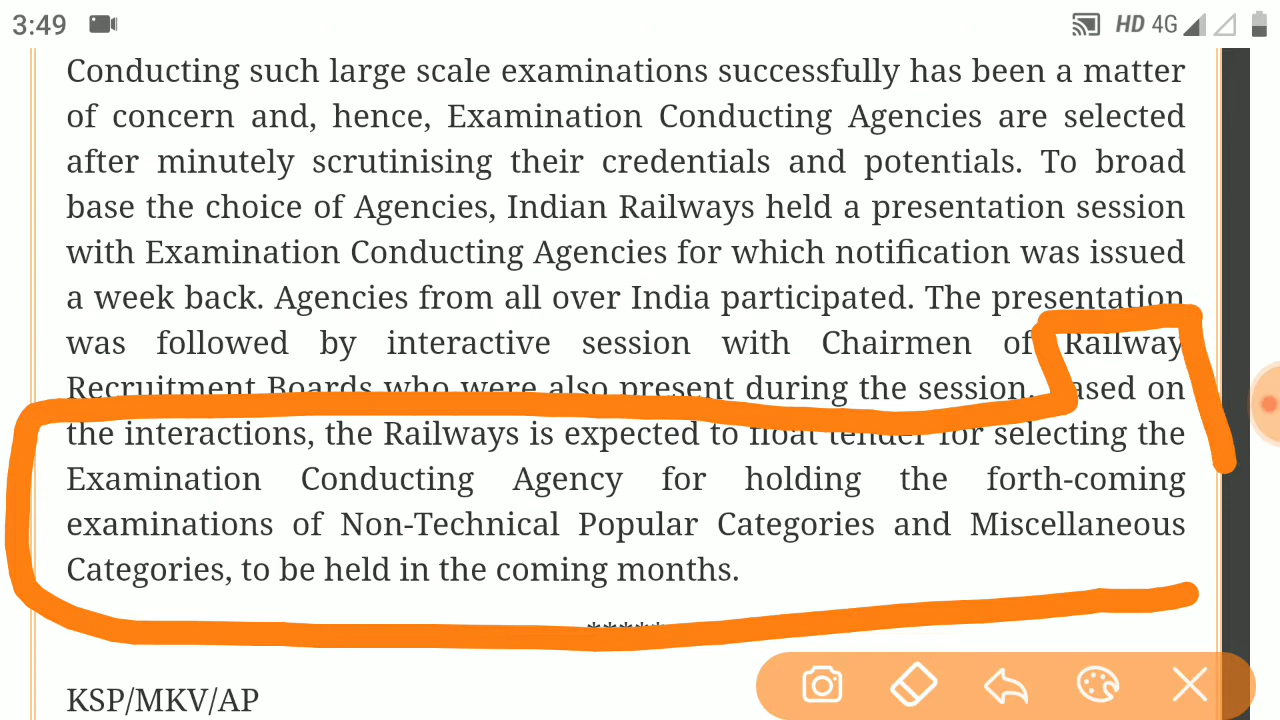 3:49
HD 4G
Conducting such large scale examinations successfully has been a matter
of concern and, hence, Examination Conducting Agencies are selected
after minutely scrutinising their credentials and potentials. To broad
base the choice of Agencies, Indian Railways held a presentation session
with Examination Conducting Agencies for which notification was issued
a week back. Agencies from all over India participated. The presentation
was followed by interactive session with Chairmen of Railway
Recruitment Boards who were also present during the session. Based on
the interactions, the Railways is expected to float tender for selecting the
Examination Conducting Agency for holding the forth-coming
examinations of Non-Technical Popular Categories and Miscellaneous
Categories, to be held in the coming months.
*****
KSP/MKV/AP